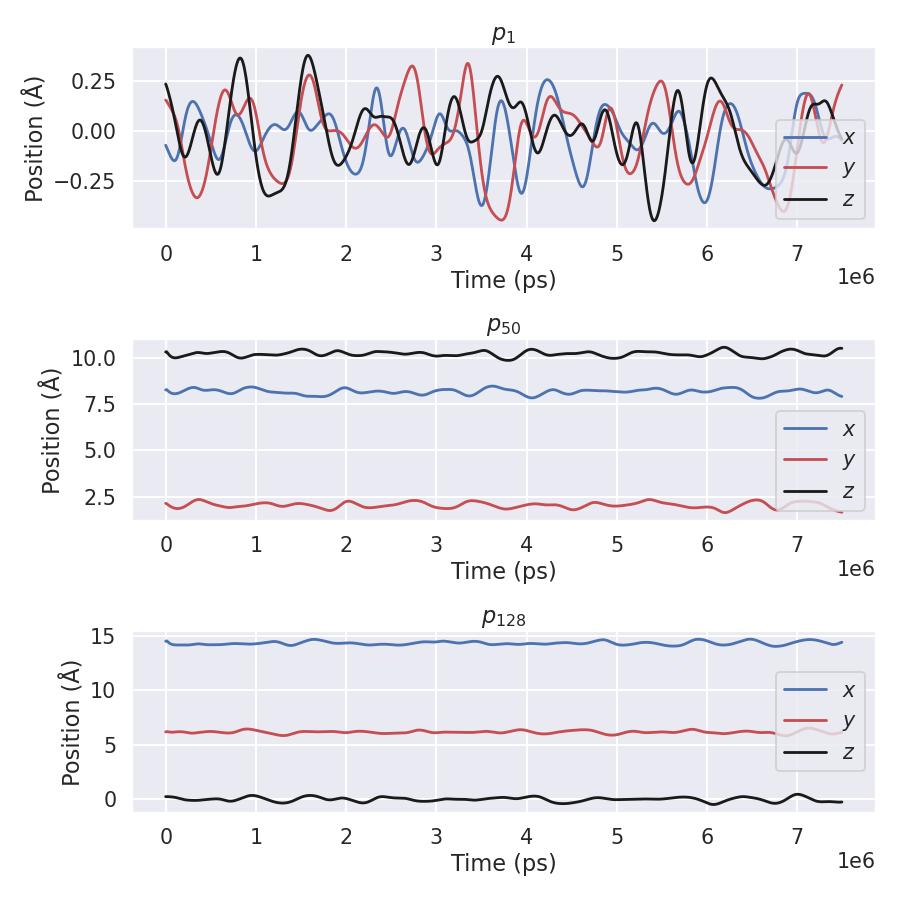 p1
Position (Å)
0.25
0.00
−0.25
x
y
z
0 1 2 3 4 5 6 7
1e6
Time (ps)
p50
Position (Å)
10.0
7.5
5.0
2.5
x
y
z
0 1 2 3 4 5 6 7
1e6
Time (ps)
p128
Position (Å)
15
10
5
0
x
y
z
0 1 2 3 4 5 6 7
1e6
Time (ps)